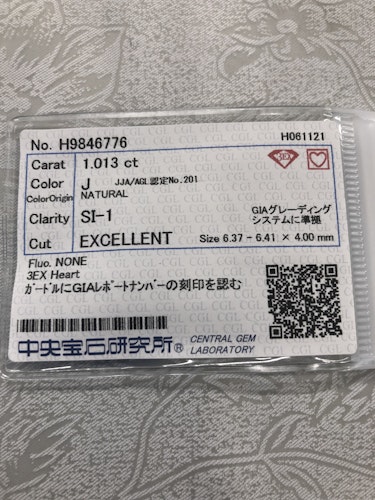 No. H9846776 H061121
Carat 1.013 ct 3EX
Color J JJA/AGL認定No.201
ColorOrigin NATURAL
Clarity SI-1 GIAグレーディング
システムに準拠
Cut EXCELLENT Size 6.37 - 6.41 × 4.00 mm
Fluo. NONE
3EX Heart
ガードルにGIAレポートナンバーの刻印を認む
中央宝石研究所® CENTRAL GEM
LABORATORY